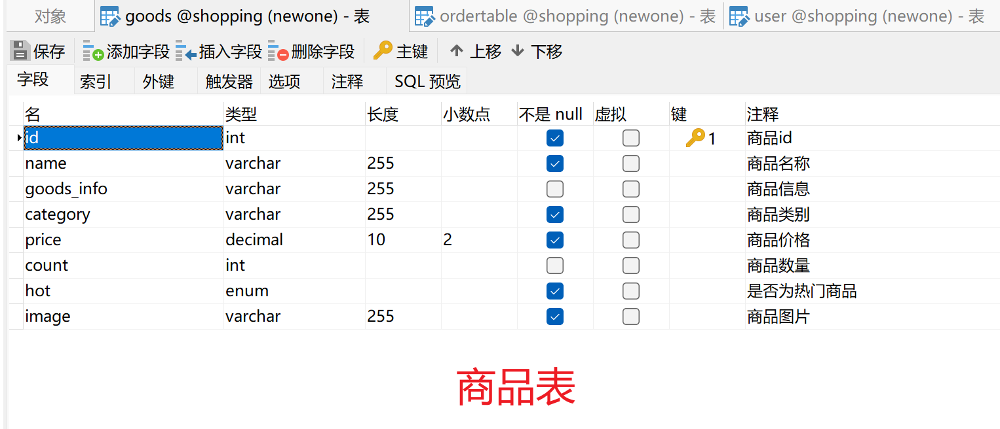 对象 goods @shopping (newone) - 表 ordertable @shopping (newone) - 表 user @shopping (newone) - 表
保存 添加字段 插入字段 删除字段 主键 上移 下移
字段 索引 外键 触发器 选项 注释 SQL 预览
名 类型 长度 小数点 不是 null 虚拟 键 注释
id int 1 商品id
name varchar 255 商品名称
goods_info varchar 255 商品信息
category varchar 255 商品类别
price decimal 10 2 商品价格
count int 商品数量
hot enum 是否为热门商品
image varchar 255 商品图片
商品表